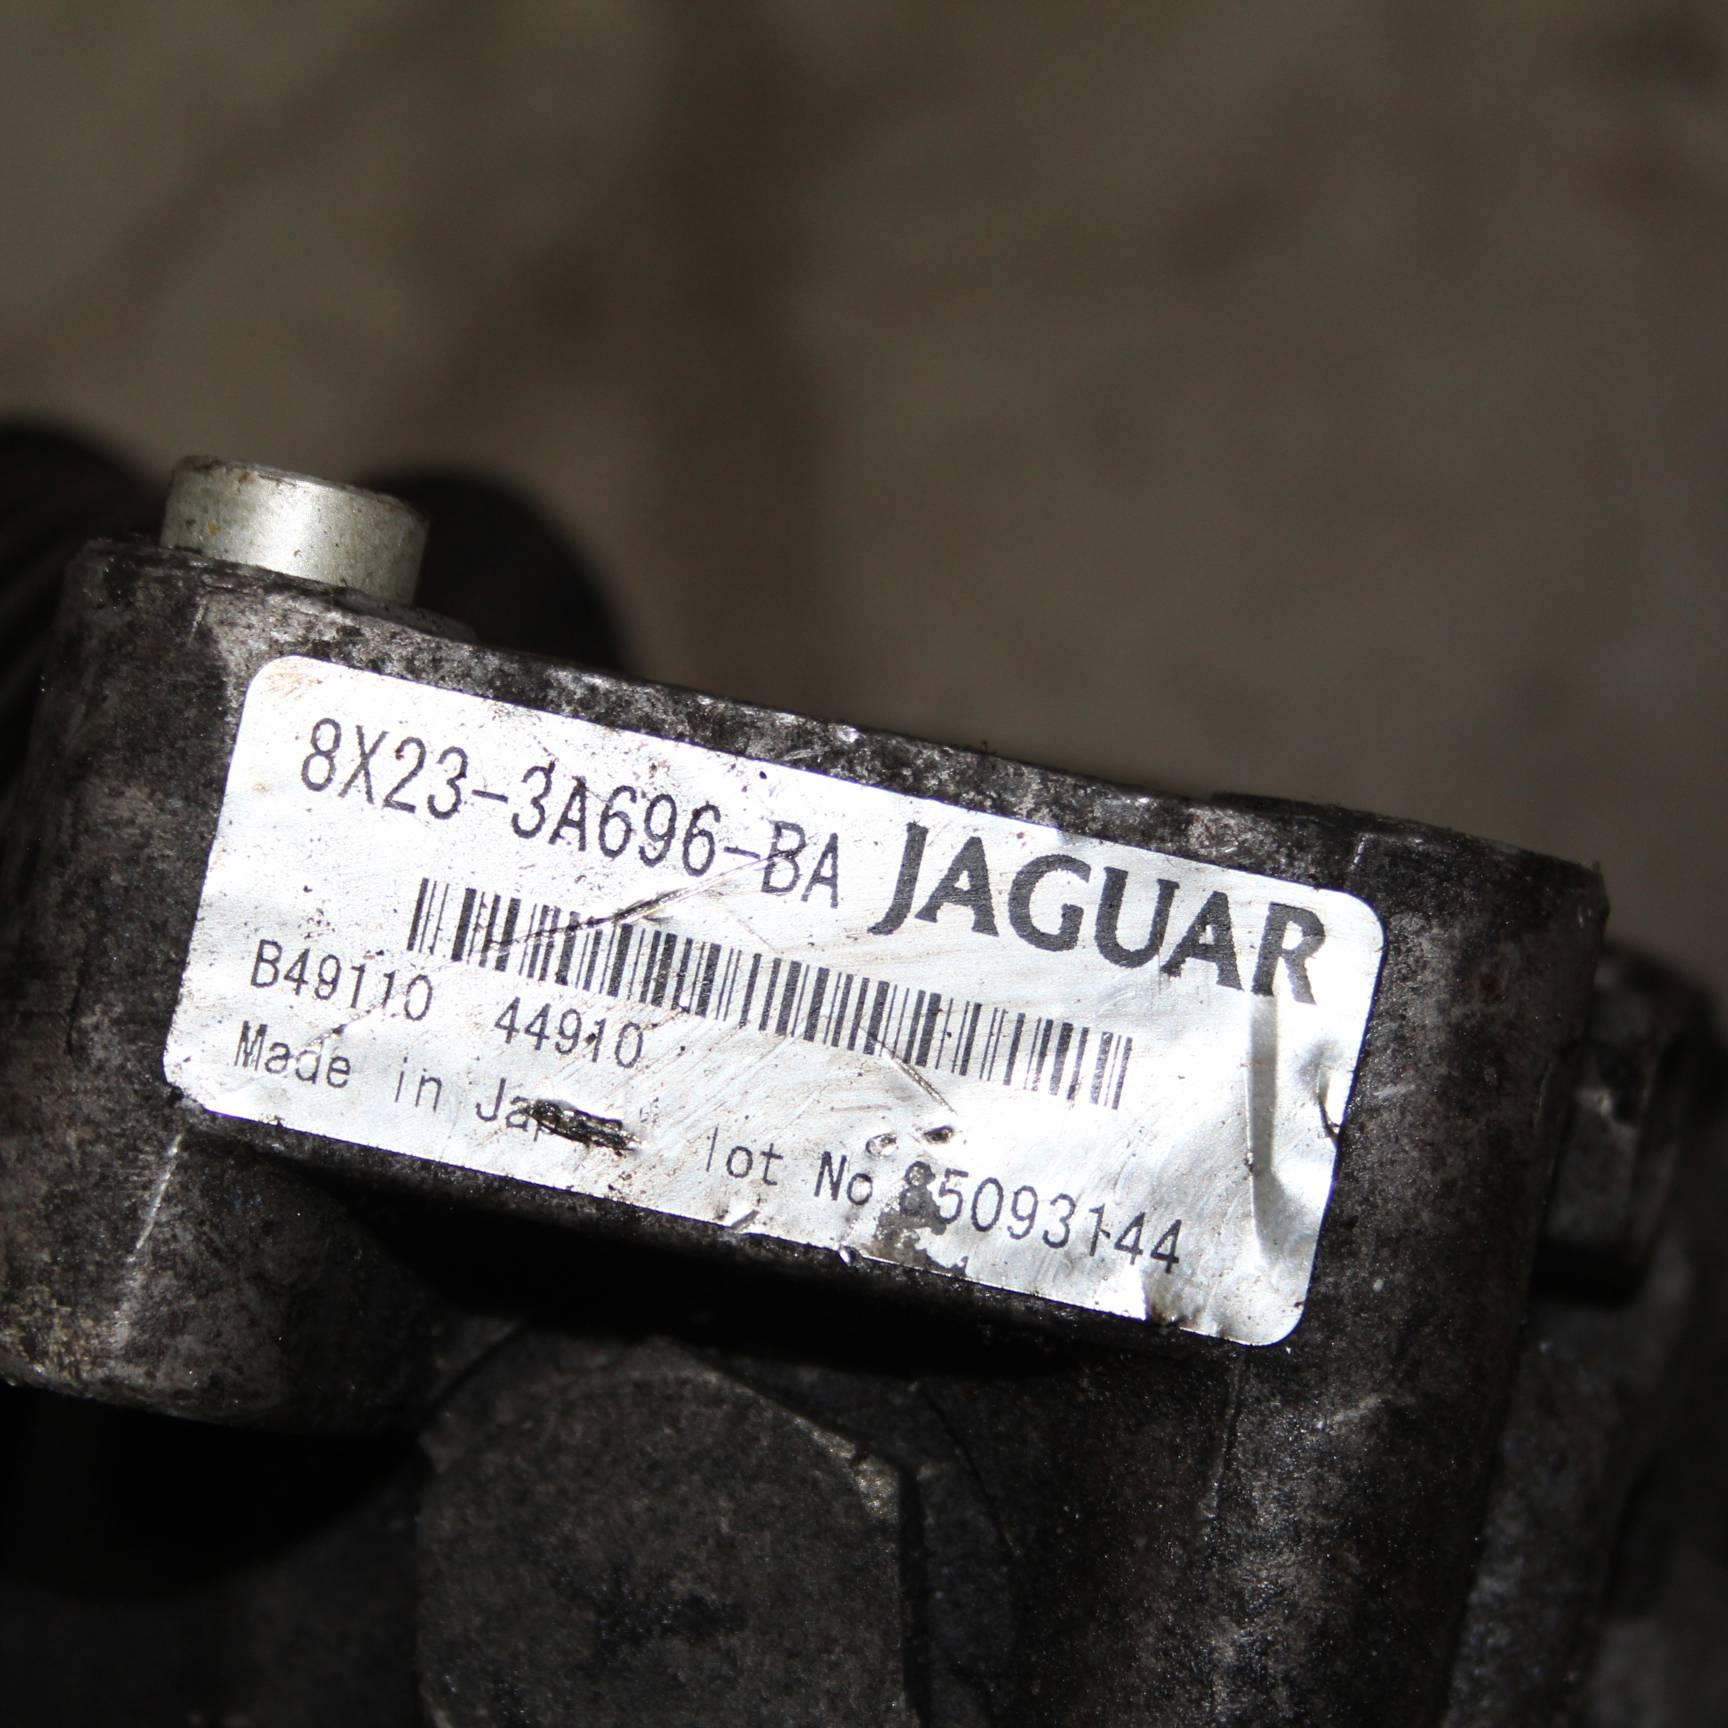 8X23-3A696-BA JAGUAR
B49110 44910
Made in Japan lot No 85093144